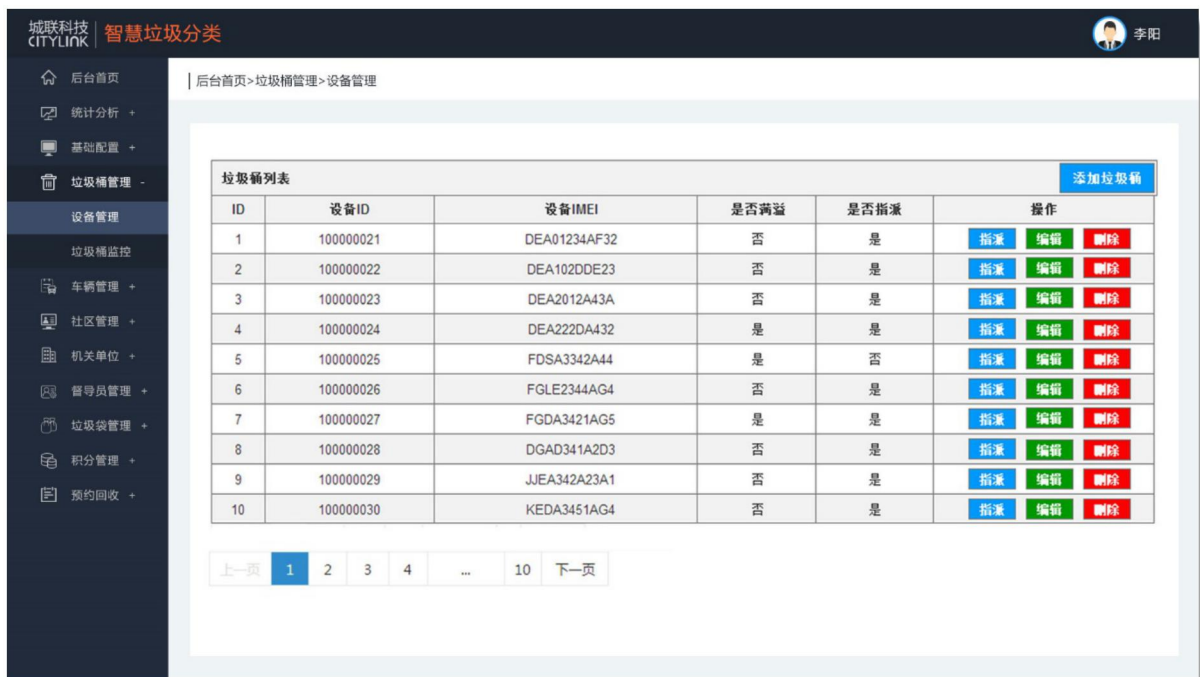 城联科技
CITYLINK
智慧垃圾分类
李阳
后台首页
统计分析 +
基础配置 +
垃圾桶管理 -
设备管理
垃圾桶监控
车辆管理 +
社区管理 +
机关单位 +
督导员管理 +
垃圾袋管理 +
积分管理 +
预约回收 +
后台首页>垃圾桶管理>设备管理
垃圾桶列表 添加垃圾桶
ID 设备ID 设备IMEI 是否满溢 是否指派 操作
1 100000021 DEA01234AF32 否 是 指派 编辑 删除
2 100000022 DEA102DDE23 否 是 指派 编辑 删除
3 100000023 DEA2012A43A 否 是 指派 编辑 删除
4 100000024 DEA222DA432 是 是 指派 编辑 删除
5 100000025 FDSA3342A44 是 否 指派 编辑 删除
6 100000026 FGLE2344AG4 否 是 指派 编辑 删除
7 100000027 FGDA3421AG5 是 是 指派 编辑 删除
8 100000028 DGAD341A2D3 否 是 指派 编辑 删除
9 100000029 JJEA342A23A1 否 是 指派 编辑 删除
10 100000030 KEDA3451AG4 否 是 指派 编辑 删除
上一页 1 2 3 4 ... 10 下一页